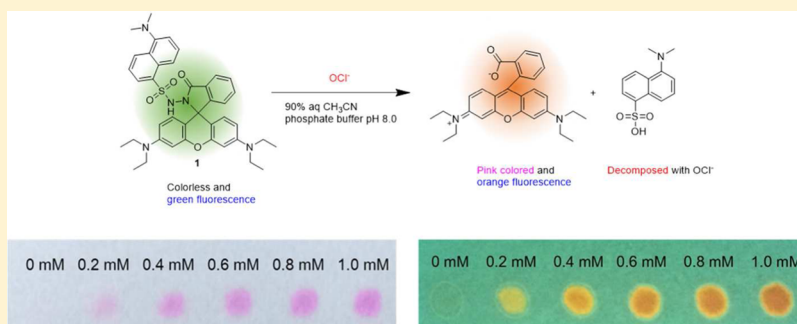 N
O=S=O
NH
O
N
N
O
N
1
Colorless and
green fluorescence
OCl⁻
90% aq CH₃CN
phosphate buffer pH 8.0
O
O⁻
N⁺
O
N
Pink colored and
orange fluorescence
+
N
O=S=O
OH
Decomposed with OCl⁻
0 mM 0.2 mM 0.4 mM 0.6 mM 0.8 mM 1.0 mM
0 mM 0.2 mM 0.4 mM 0.6 mM 0.8 mM 1.0 mM